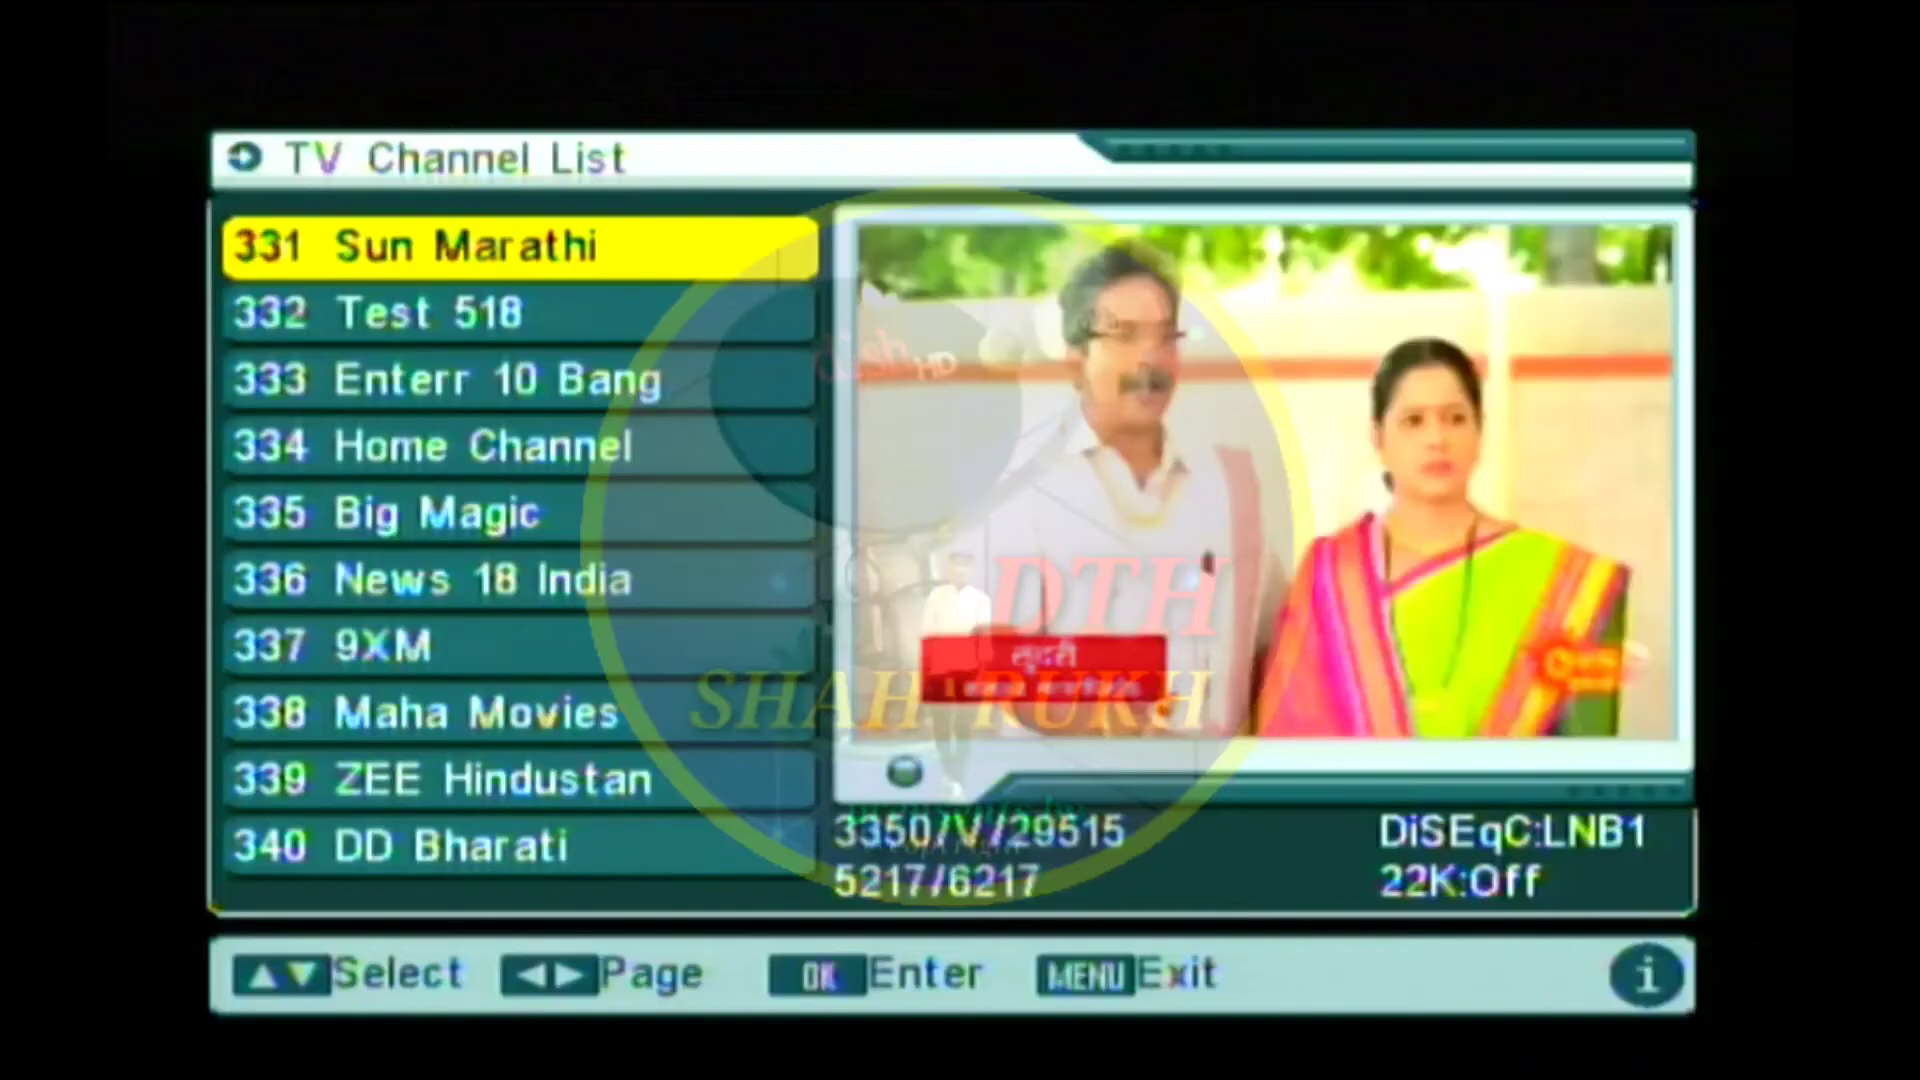 TV Channel List
331 Sun Marathi
332 Test 518
333 Enterr 10 Bang
334 Home Channel
335 Big Magic
336 News 18 India
337 9XM
338 Maha Movies
339 ZEE Hindustan
340 DD Bharati
HD
DTH
सुंदरी
SHAH RUKH
3350/V/29515
DiSEqC:LNB1
5217/6217
22K:Off
Select
Page
OK Enter
MENU Exit
i